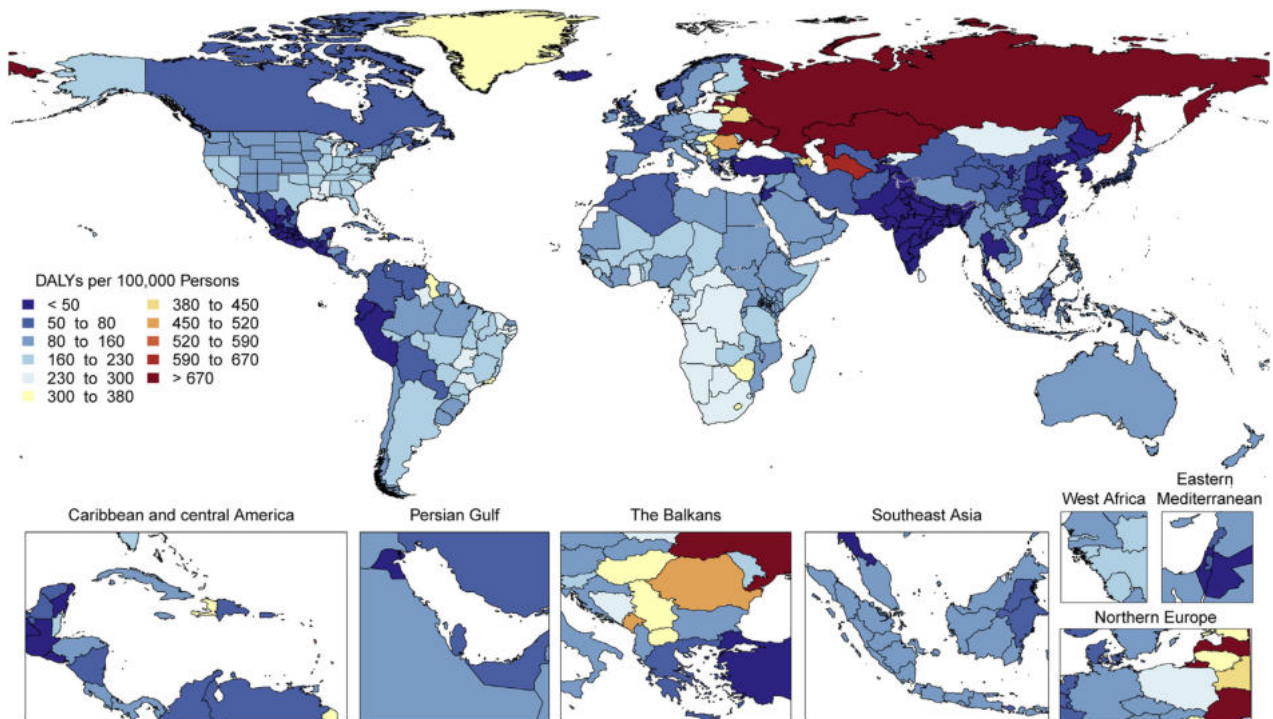 DALYs per 100,000 Persons
< 50
50 to 80
80 to 160
160 to 230
230 to 300
300 to 380
380 to 450
450 to 520
520 to 590
590 to 670
> 670
Caribbean and central America
Persian Gulf
The Balkans
Southeast Asia
West Africa
Eastern
Mediterranean
Northern Europe